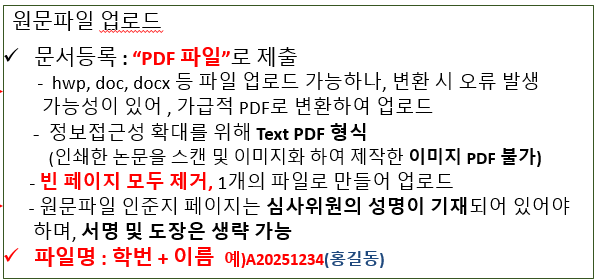 원문파일 업로드
✓ 문서등록 : “PDF 파일”로 제출
- hwp, doc, docx 등 파일 업로드 가능하나, 변환 시 오류 발생
가능성이 있어 , 가급적 PDF로 변환하여 업로드
- 정보접근성 확대를 위해 Text PDF 형식
(인쇄한 논문을 스캔 및 이미지화 하여 제작한 이미지 PDF 불가)
- 빈 페이지 모두 제거, 1개의 파일로 만들어 업로드
- 원문파일 인준지 페이지는 심사위원의 성명이 기재되어 있어야
하며, 서명 및 도장은 생략 가능
✓ 파일명 : 학번 + 이름 예)A20251234(홍길동)